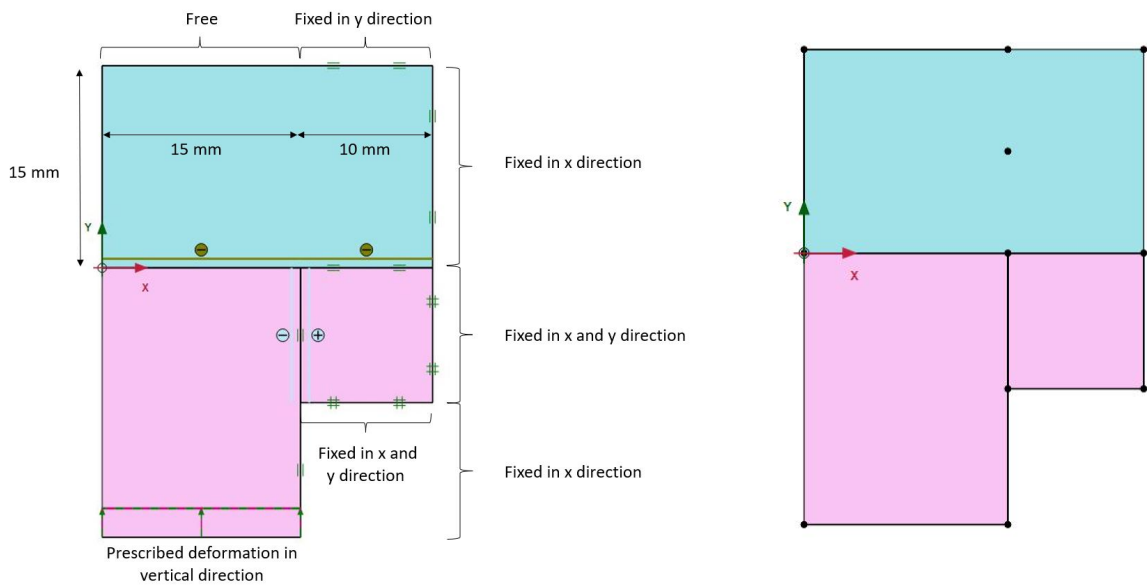 Free
Fixed in y direction
15 mm
10 mm
15 mm
Fixed in x direction
Y
X
Fixed in x and y direction
Fixed in x and
y direction
Fixed in x direction
Prescribed deformation in
vertical direction
Y
X